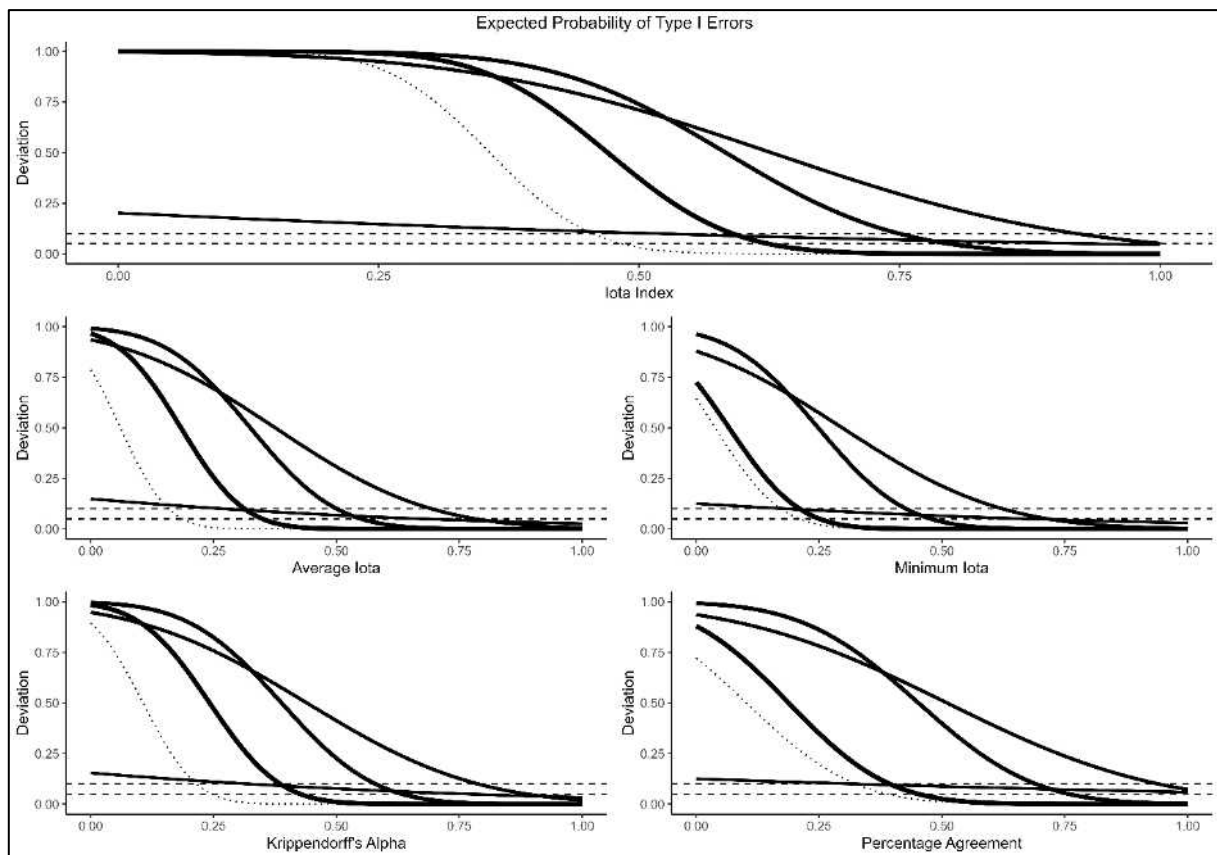 Expected Probability of Type I Errors
Deviation
1.00
0.75
0.50
0.25
0.00
0.00 0.25 0.50 0.75 1.00
Iota Index
Deviation
1.00
0.75
0.50
0.25
0.00
0.00 0.25 0.50 0.75 1.00
Average Iota
Deviation
1.00
0.75
0.50
0.25
0.00
0.00 0.25 0.50 0.75 1.00
Minimum Iota
Deviation
1.00
0.75
0.50
0.25
0.00
0.00 0.25 0.50 0.75 1.00
Krippendorff's Alpha
Deviation
1.00
0.75
0.50
0.25
0.00
0.00 0.25 0.50 0.75 1.00
Percentage Agreement